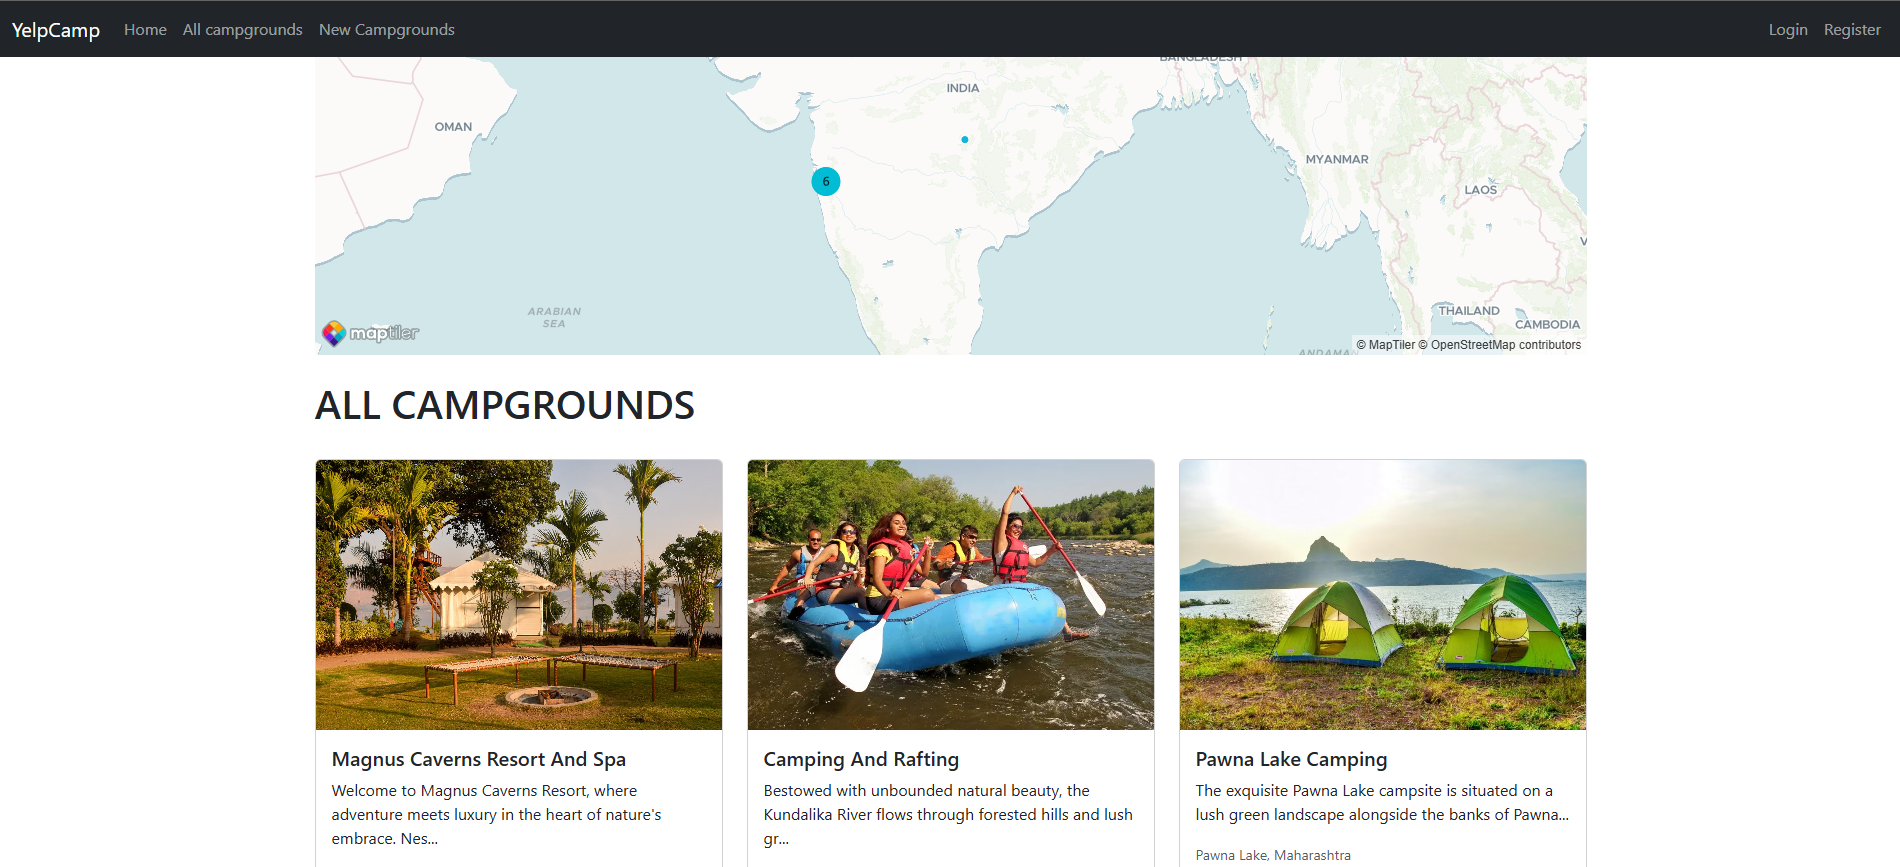 YelpCamp Home All campgrounds New Campgrounds Login Register
BANGLADESH
INDIA
OMAN
MYANMAR
6
LAOS
ARABIAN
SEA
THAILAND
CAMBODIA
maptiler
© MapTiler © OpenStreetMap contributors
ALL CAMPGROUNDS
Magnus Caverns Resort And Spa
Welcome to Magnus Caverns Resort, where
adventure meets luxury in the heart of nature's
embrace. Nes...
Camping And Rafting
Bestowed with unbounded natural beauty, the
Kundalika River flows through forested hills and lush
gr...
Pawna Lake Camping
The exquisite Pawna Lake campsite is situated on a
lush green landscape alongside the banks of Pawna...
Pawna Lake, Maharashtra